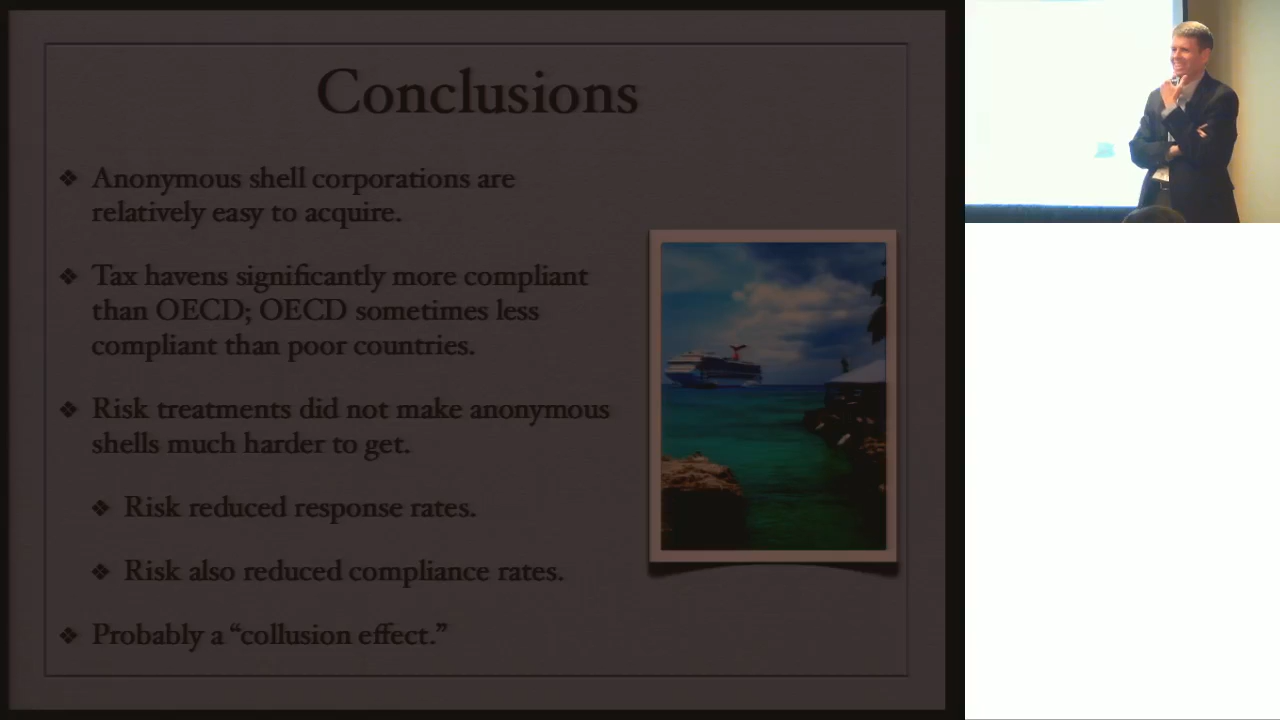 Conclusions
❖ Anonymous shell corporations are
relatively easy to acquire.
❖ Tax havens significantly more compliant
than OECD; OECD sometimes less
compliant than poor countries.
❖ Risk treatments did not make anonymous
shells much harder to get.
❖ Risk reduced response rates.
❖ Risk also reduced compliance rates.
❖ Probably a “collusion effect.”